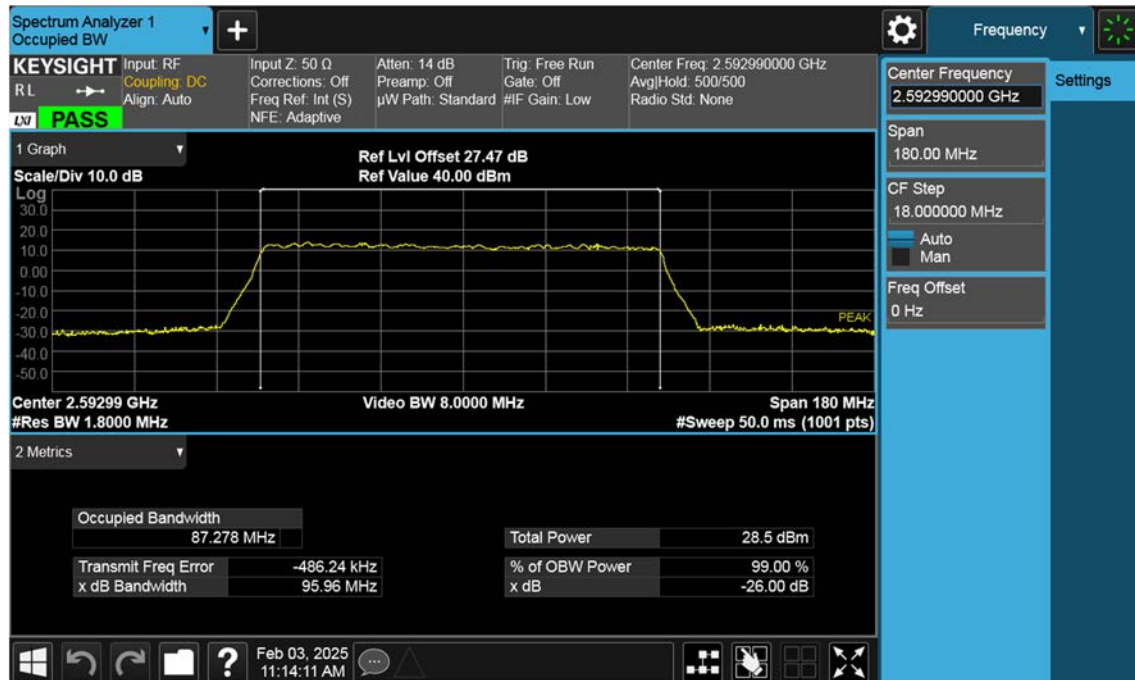 Spectrum Analyzer 1
Occupied BW
Frequency
KEYSIGHT
R L
LXI
PASS
Input: RF
Coupling: DC
Align: Auto
Input Z: 50 Ω
Corrections: Off
Freq Ref: Int (S)
NFE: Adaptive
Atten: 14 dB
Preamp: Off
µW Path: Standard
Trig: Free Run
Gate: Off
#IF Gain: Low
Center Freq: 2.592990000 GHz
Avg|Hold: 500/500
Radio Std: None
Center Frequency
2.592990000 GHz
Settings
Span
180.00 MHz
CF Step
18.000000 MHz
Auto
Man
Freq Offset
0 Hz
1 Graph
Scale/Div 10.0 dB
Ref Lvl Offset 27.47 dB
Ref Value 40.00 dBm
Log
30.0
20.0
10.0
0.00
-10.0
-20.0
-30.0
-40.0
-50.0
PEAK
Center 2.59299 GHz
#Res BW 1.8000 MHz
Video BW 8.0000 MHz
Span 180 MHz
#Sweep 50.0 ms (1001 pts)
2 Metrics
Occupied Bandwidth
87.278 MHz
Transmit Freq Error -486.24 kHz
x dB Bandwidth 95.96 MHz
Total Power 28.5 dBm
% of OBW Power 99.00 %
x dB -26.00 dB
?
Feb 03, 2025
11:14:11 AM